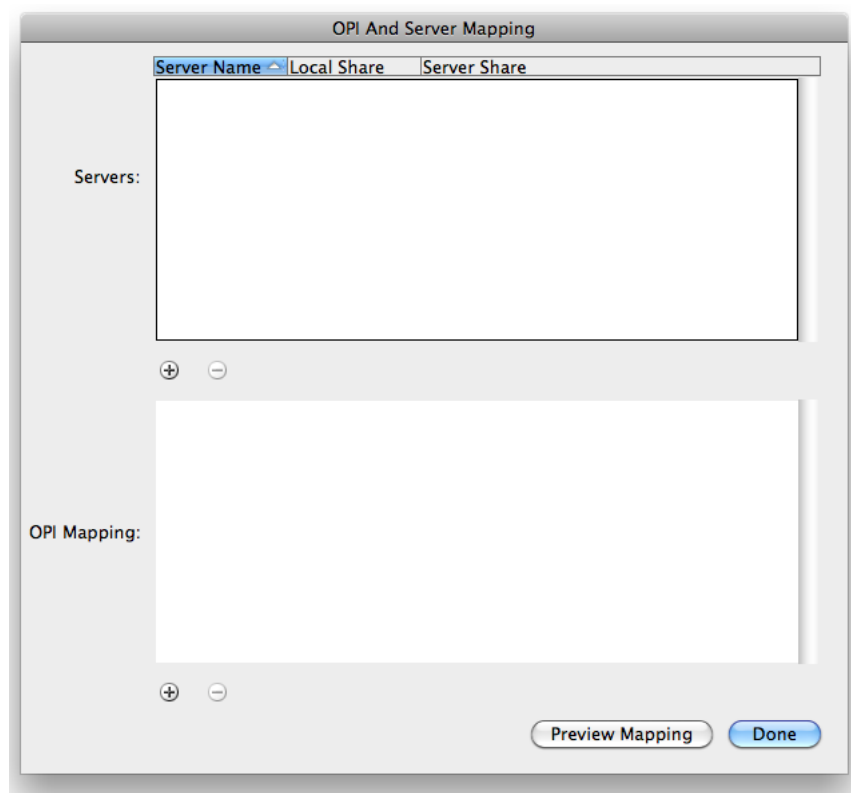 OPI And Server Mapping
Server Name Local Share Server Share
Servers:
OPI Mapping:
Preview Mapping Done